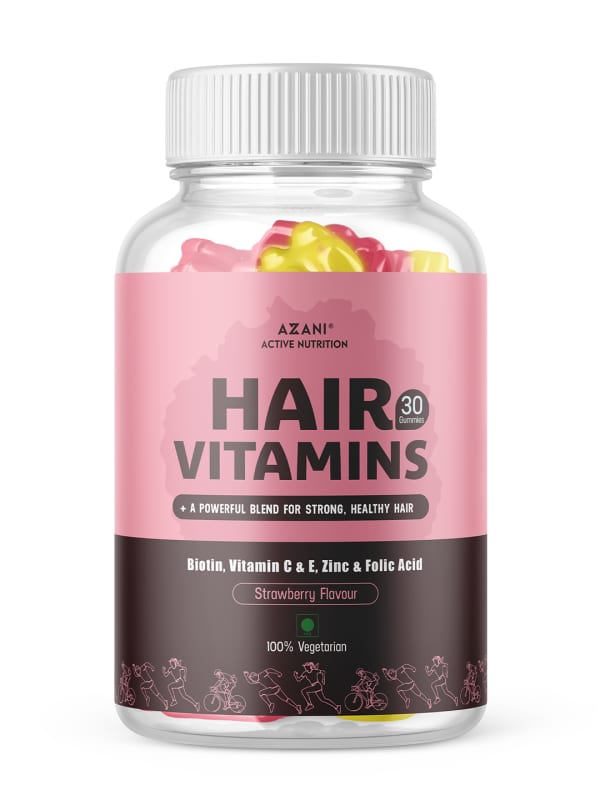 AZANI®
ACTIVE NUTRITION
HAIR
30
Gummies
VITAMINS
+ A POWERFUL BLEND FOR STRONG, HEALTHY HAIR
Biotin, Vitamin C & E, Zinc & Folic Acid
Strawberry Flavour
100% Vegetarian